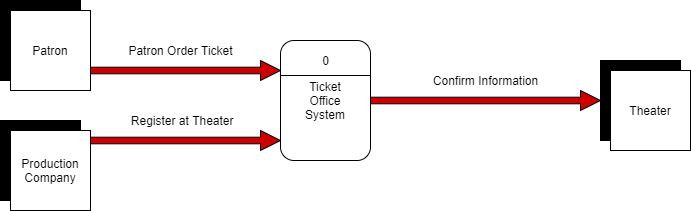 Patron
Patron Order Ticket
0
Ticket
Office
System
Confirm Information
Theater
Register at Theater
Production
Company